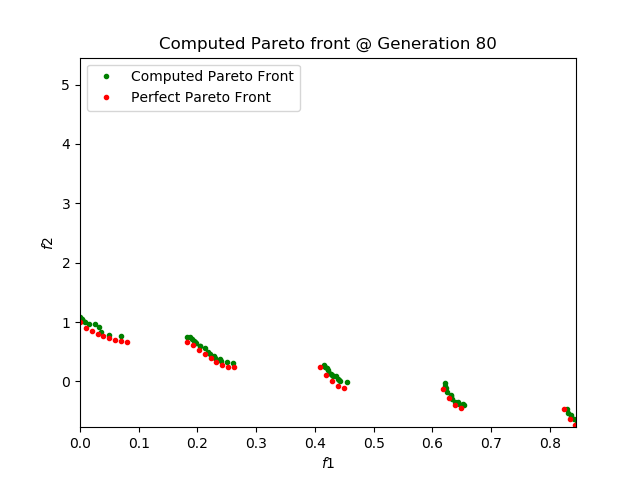 Computed Pareto front @ Generation 80
Computed Pareto Front
Perfect Pareto Front
5
4
3
2
1
0
f2
0.0 0.1 0.2 0.3 0.4 0.5 0.6 0.7 0.8
f1